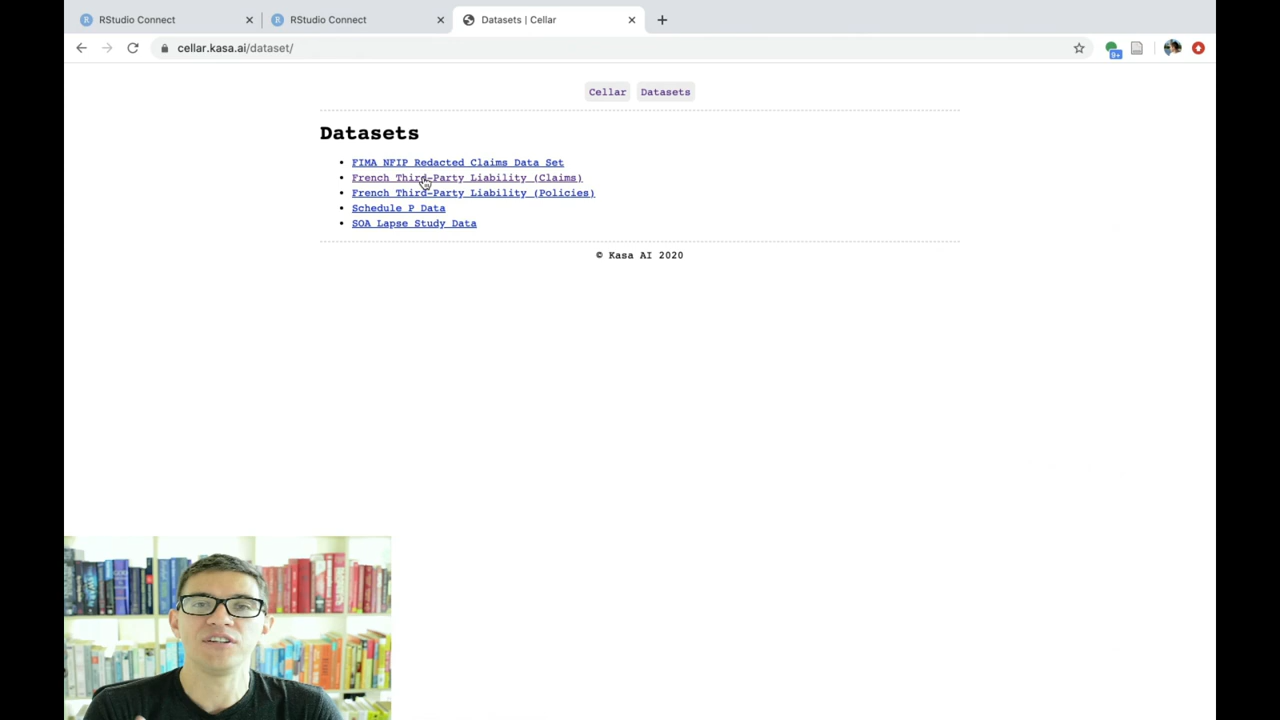 RStudio Connect
RStudio Connect
Datasets | Cellar
cellar.kasa.ai/dataset/
9+
Cellar
Datasets
Datasets
FIMA NFIP Redacted Claims Data Set
French Third-Party Liability (Claims)
French Third-Party Liability (Policies)
Schedule P Data
SOA Lapse Study Data
© Kasa AI 2020